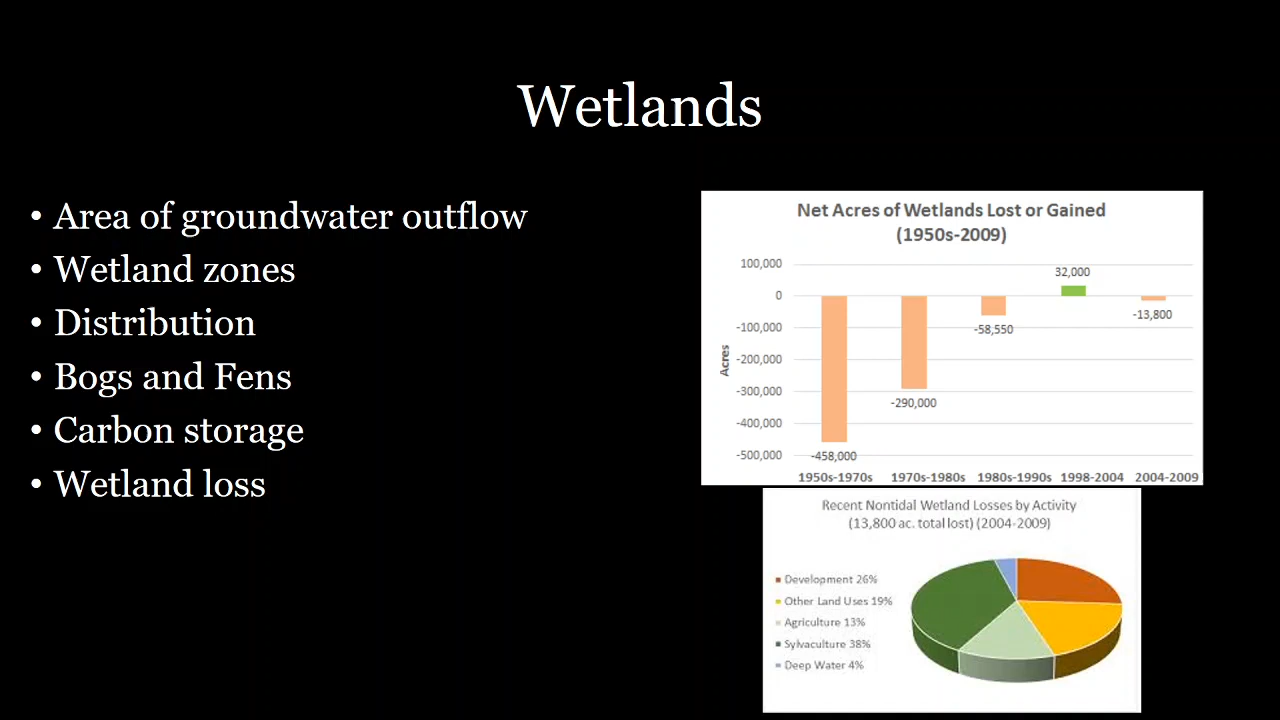 Wetlands
• Area of groundwater outflow
• Wetland zones
• Distribution
• Bogs and Fens
• Carbon storage
• Wetland loss
Net Acres of Wetlands Lost or Gained
(1950s-2009)
Acres
100,000
0
-100,000
-200,000
-300,000
-400,000
-500,000
-458,000
-290,000
-58,550
32,000
-13,800
1950s-1970s 1970s-1980s 1980s-1990s 1998-2004 2004-2009
Recent Nontidal Wetland Losses by Activity
(13,800 ac. total lost) (2004-2009)
Development 26%
Other Land Uses 19%
Agriculture 13%
Sylvaculture 38%
Deep Water 4%